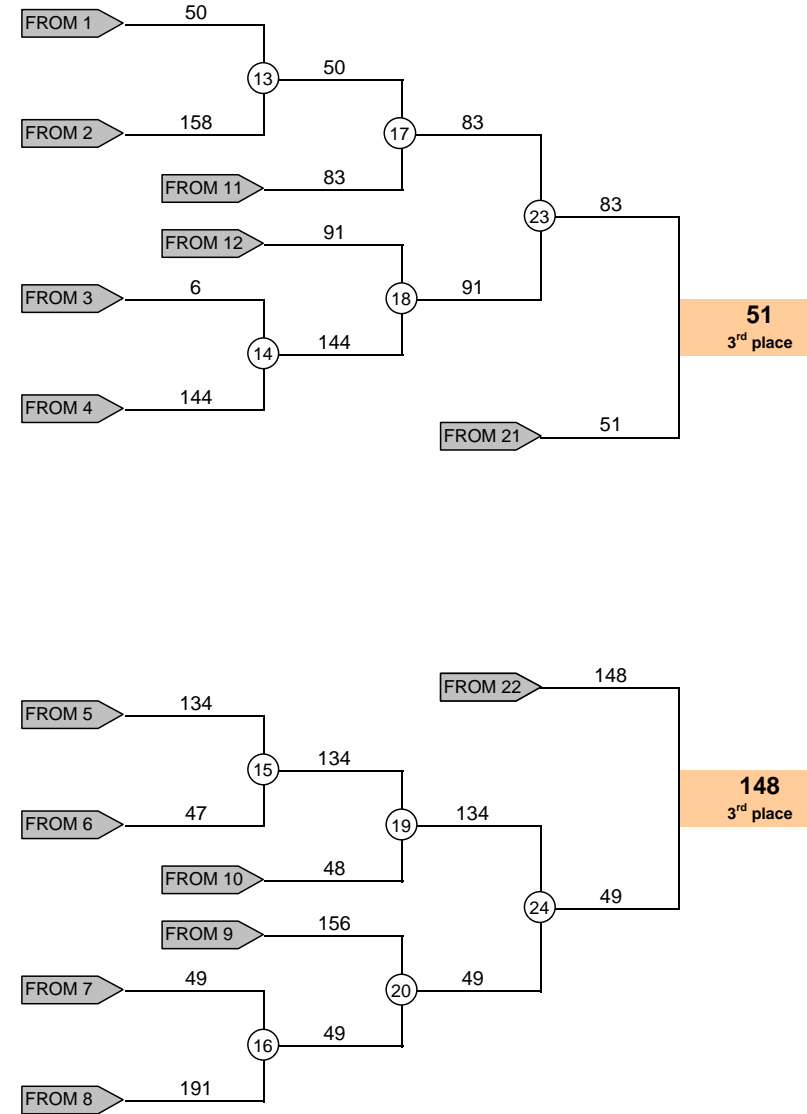 FROM 1 50
13 50
FROM 2 158
17 83
FROM 11 83
23 83
FROM 12 91
FROM 3 6
18 91
51
3rd place
14 144
FROM 4 144
FROM 21 51
FROM 22 148
FROM 5 134
15 134
148
3rd place
FROM 6 47
19 134
FROM 10 48
24 49
FROM 9 156
FROM 7 49
20 49
16 49
FROM 8 191